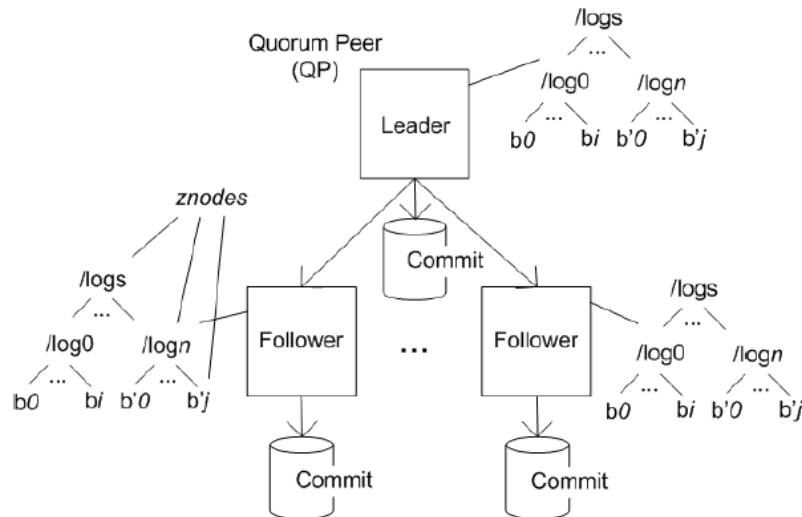 Quorum Peer
(QP)
Leader
/logs
...
/log0
/logn
...
...
b0
bi
b'0
b'j
Commit
znodes
/logs
...
/log0
/logn
...
...
b0
bi
b'0
b'j
Follower
...
Follower
/logs
...
/log0
/logn
...
...
b0
bi
b'0
b'j
Commit
Commit